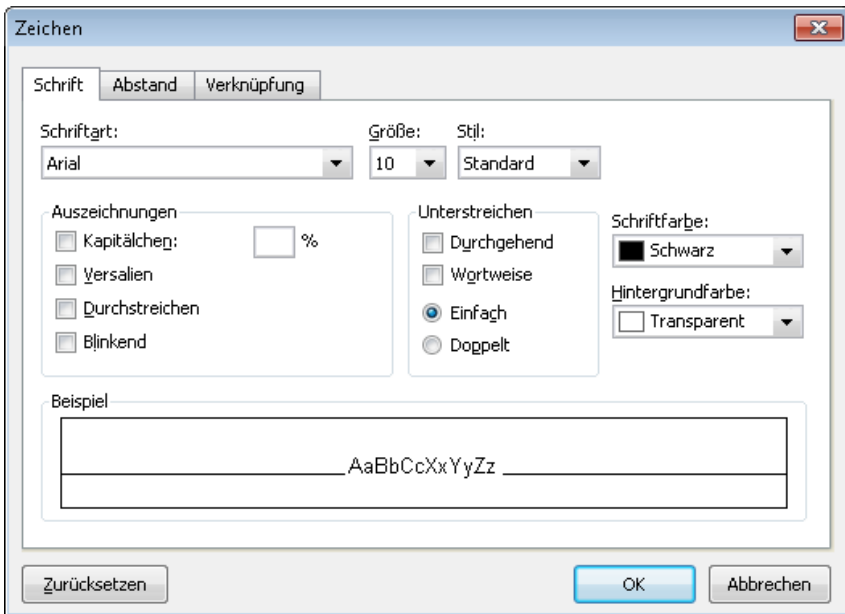 Zeichen
Schrift Abstand Verknüpfung
Schriftart: Größe: Stil:
Arial 10 Standard
Auszeichnungen
Kapitälchen: %
Versalien
Durchstreichen
Blinkend
Unterstreichen
Durchgehend
Wortweise
Einfach
Doppelt
Schriftfarbe:
Schwarz
Hintergrundfarbe:
Transparent
Beispiel
AaBbCcXxYyZz
Zurücksetzen OK Abbrechen